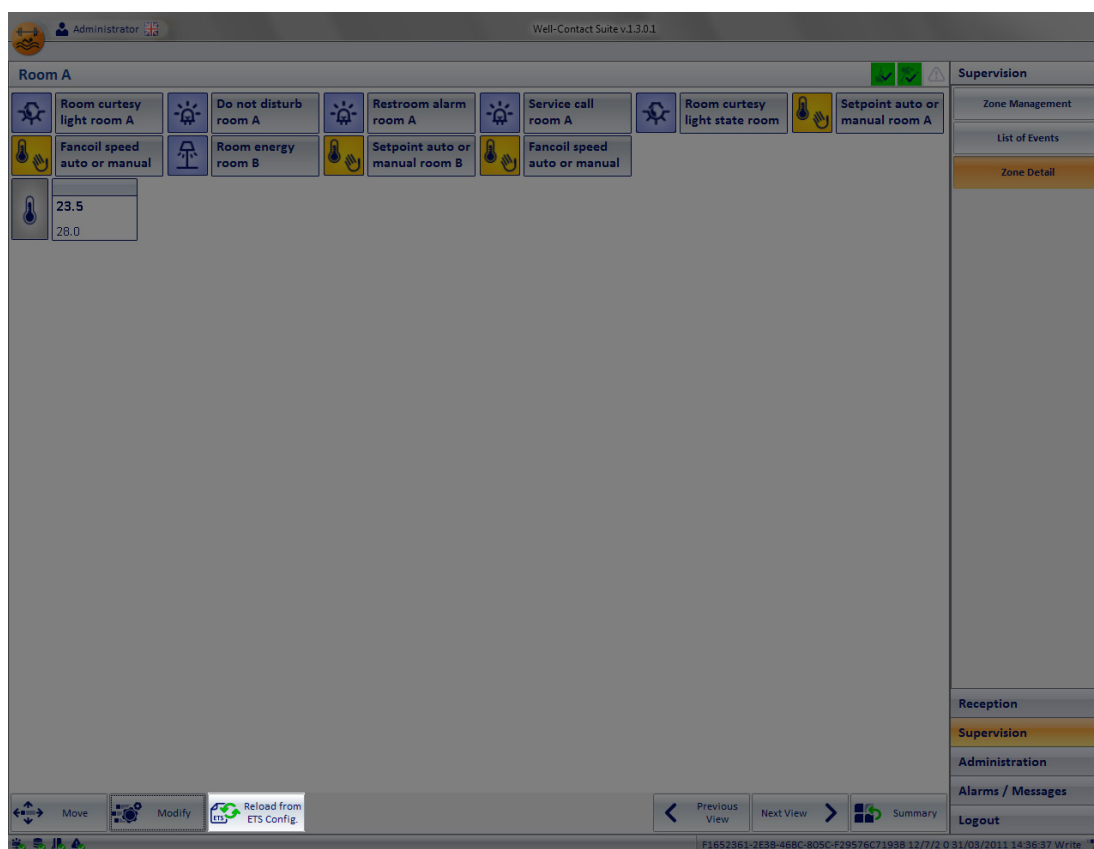 Administrator
Well-Contact Suite v.1.3.0.1
Room A
Supervision
Room curtesy
light room A
Do not disturb
room A
Restroom alarm
room A
Service call
room A
Room curtesy
light state room
Setpoint auto or
manual room A
Fancoil speed
auto or manual
Room energy
room B
Setpoint auto or
manual room B
Fancoil speed
auto or manual
23.5
28.0
Zone Management
List of Events
Zone Detail
Reception
Supervision
Administration
Alarms / Messages
Logout
Move
Modify
ETS
Reload from
ETS Config.
Previous
View
Next View
Summary
F1652361-2E3B-46BC-805C-F29576C7193B 12/7/2 0 31/03/2011 14:36:37 Write